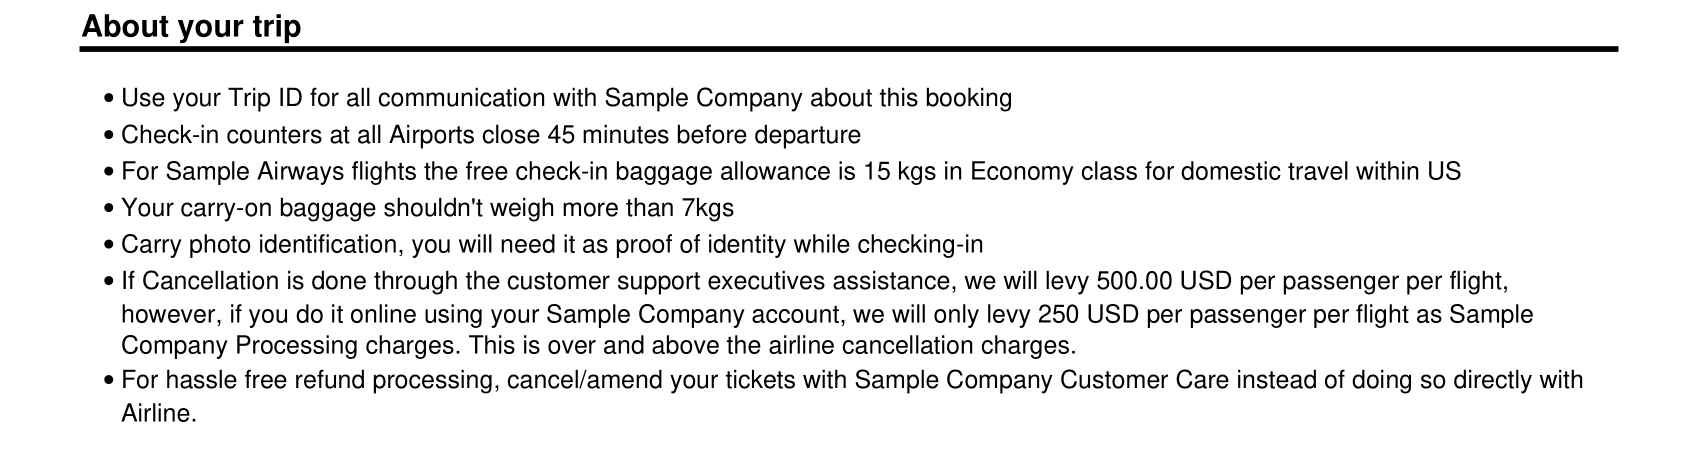 About your trip
• Use your Trip ID for all communication with Sample Company about this booking
• Check-in counters at all Airports close 45 minutes before departure
• For Sample Airways flights the free check-in baggage allowance is 15 kgs in Economy class for domestic travel within US
• Your carry-on baggage shouldn't weigh more than 7kgs
• Carry photo identification, you will need it as proof of identity while checking-in
• If Cancellation is done through the customer support executives assistance, we will levy 500.00 USD per passenger per flight,
however, if you do it online using your Sample Company account, we will only levy 250 USD per passenger per flight as Sample
Company Processing charges. This is over and above the airline cancellation charges.
• For hassle free refund processing, cancel/amend your tickets with Sample Company Customer Care instead of doing so directly with
Airline.